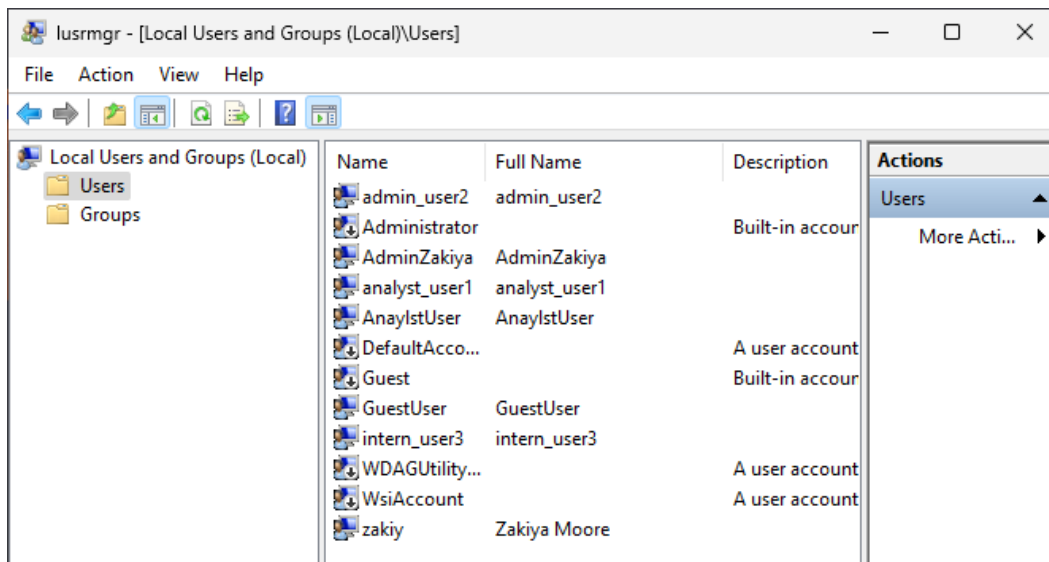 lusrmgr - [Local Users and Groups (Local)\Users]
File Action View Help
Local Users and Groups (Local)
Users
Groups
Name Full Name Description
admin_user2 admin_user2
Administrator Built-in accour
AdminZakiya AdminZakiya
analyst_user1 analyst_user1
AnaylstUser AnaylstUser
DefaultAcco... A user account
Guest Built-in accour
GuestUser GuestUser
intern_user3 intern_user3
WDAGUtility... A user account
WsiAccount A user account
zakiy Zakiya Moore
Actions
Users
More Acti...